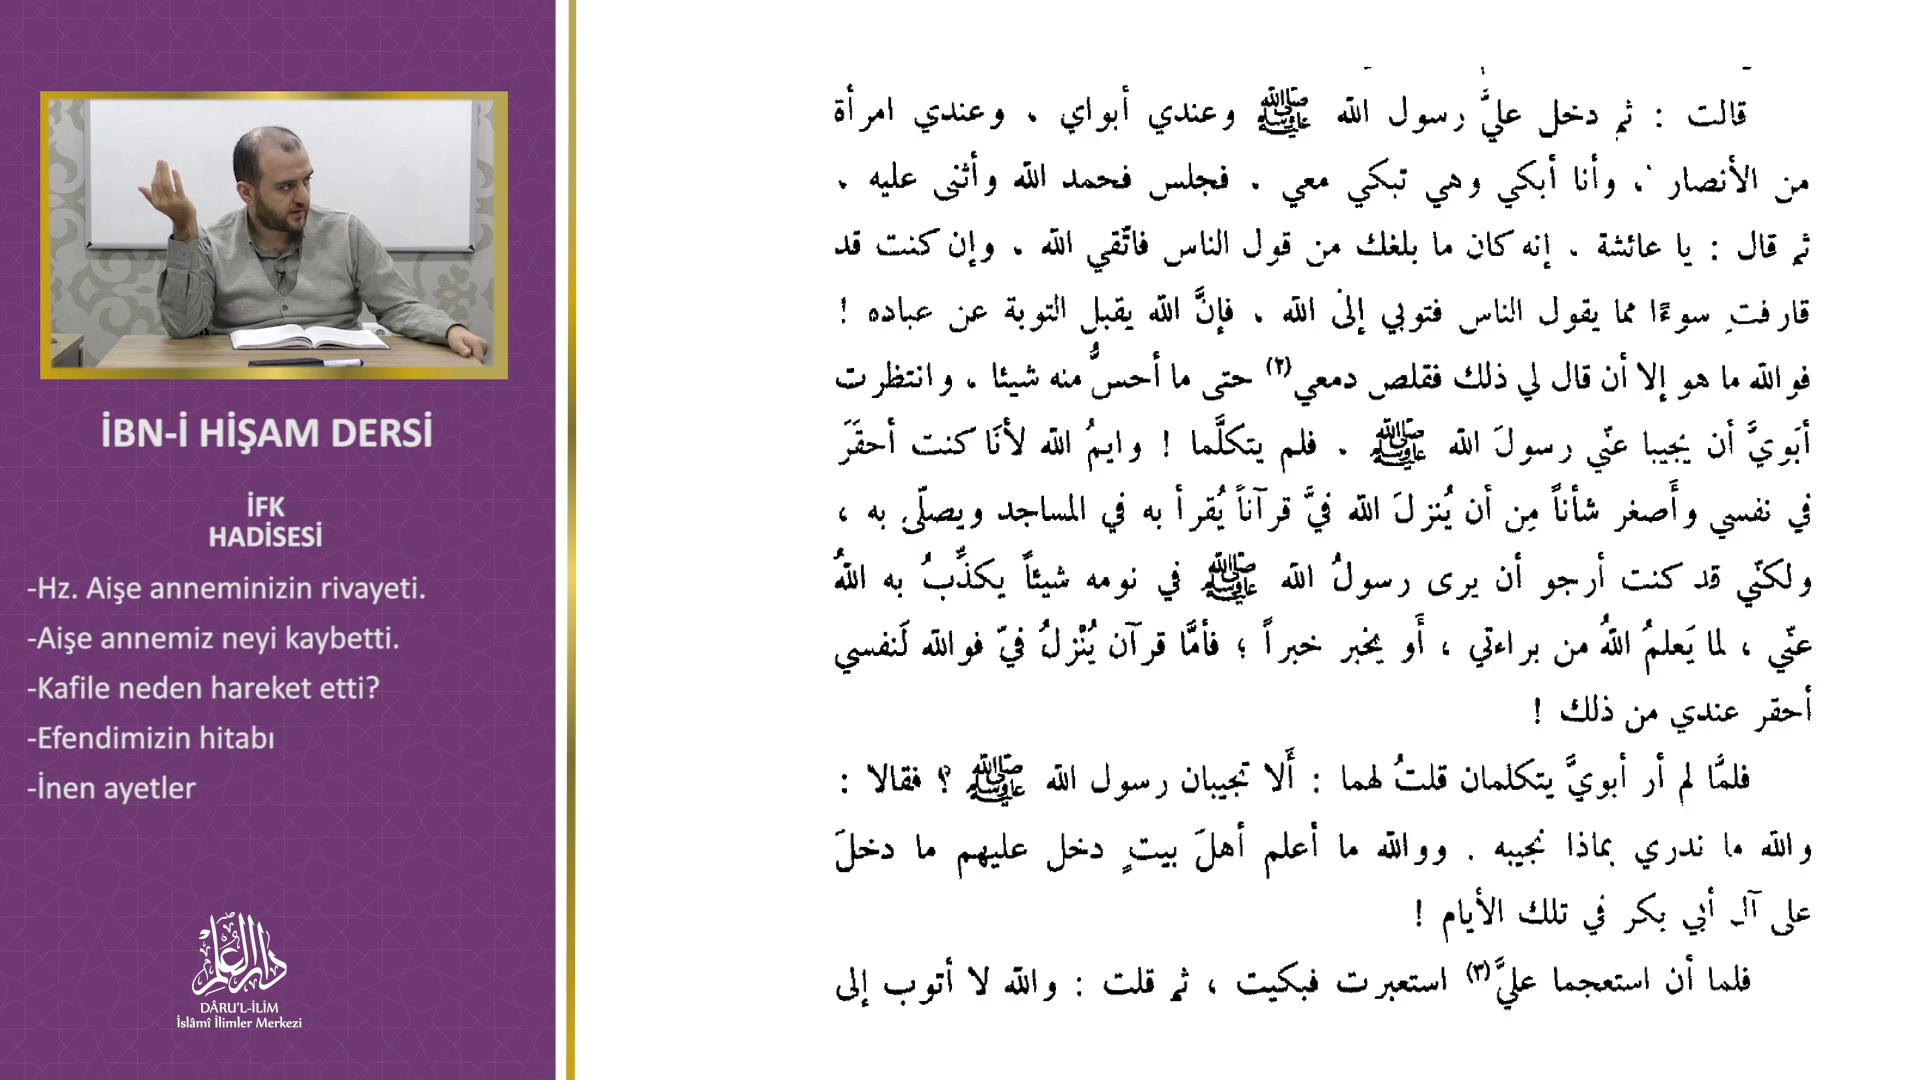 İBN-İ HİŞAM DERSİ
İFK
HADİSESİ
-Hz. Aişe anneminizin rivayeti.
-Aişe annemiz neyi kaybetti.
-Kafile neden hareket etti?
-Efendimizin hitabı
-İnen ayetler
دار العلم
DÂRU'L-İLİM
İslâmî İlimler Merkezi
قالت : ثم دخل عليَّ رسول الله ﷺ وعندي أبواي ، وعندي امرأة
من الأنصار ، وأنا أبكي وهي تبكي معي . فجلس فحمد الله وأثنى عليه ،
ثم قال : يا عائشة ، إنه كان ما بلغك من قول الناس فاتّقي الله ، وإن كنت قد
قارفتِ سوءًا مما يقول الناس فتوبي إلى الله ، فإنَّ الله يقبل التوبة عن عباده !
فوالله ما هو إلا أن قال لي ذلك فقلص دمعي(٢) حتى ما أحسُّ منه شيئا ، وانتظرت
أبَويَّ أن يجيبا عنّي رسولَ الله ﷺ . فلم يتكلَّما ! وايمُ الله لأنَا كنت أحقَرَ
في نفسي وأَصغر شأناً مِن أن يُنزلَ الله فيَّ قرآناً يُقرأ به في المساجد ويصلّى به ،
ولكنّي قد كنت أرجو أن يرى رسولُ الله ﷺ في نومه شيئاً يكذِّبُ به اللهُ
عنّي ، لما يَعلمُ اللهُ من براءتي ، أَو يخبر خبراً ؛ فأمَّا قرآن يُنْزلُ فيّ فوالله لَنفسي
أحقر عندي من ذلك !
فلمَّا لم أر أبويَّ يتكلمان قلتُ لهما : أَلا تجيبان رسول الله ﷺ ؟ فقالا :
والله ما ندري بماذا نجيبه . ووالله ما أعلم أهلَ بيتٍ دخل عليهم ما دخلَ
على آل أبي بكر في تلك الأيام !
فلما أن استعجما عليَّ(٣) استعبرت فبكيت ، ثم قلت : والله لا أتوب إلى